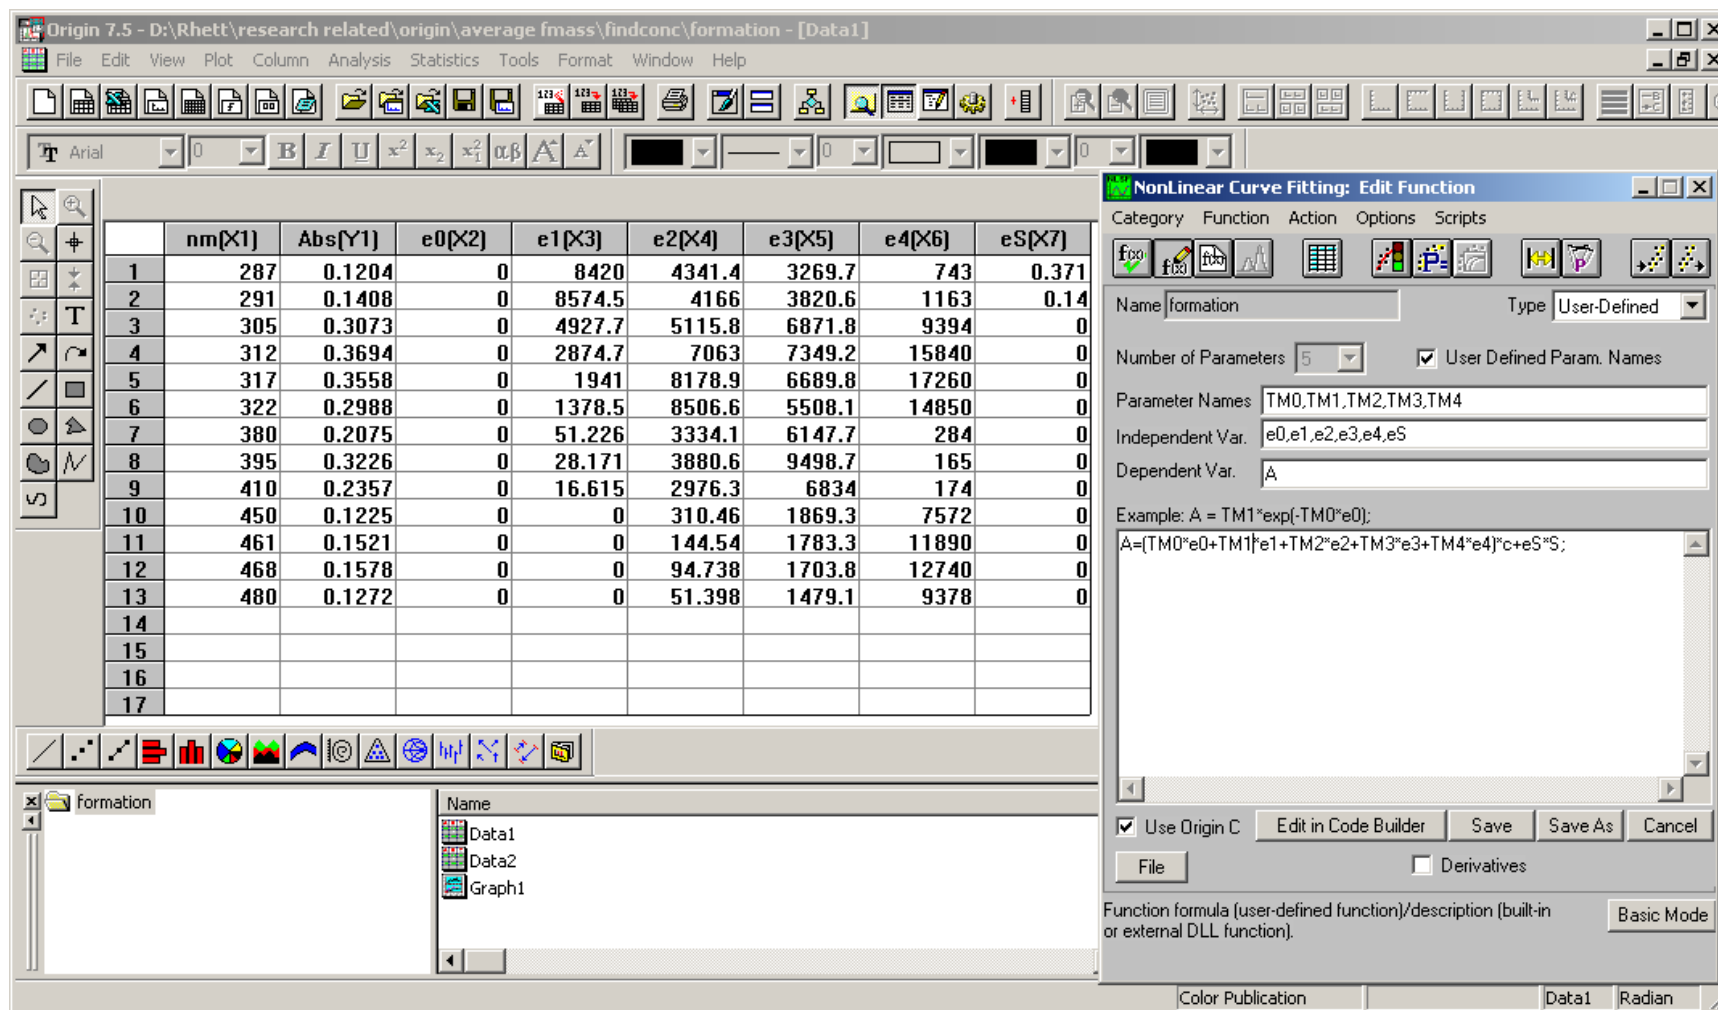 Origin 7.5 - D:\Rhett\research related\origin\average fmass\findconc\formation - [Data1]
File Edit View Plot Column Analysis Statistics Tools Format Window Help
Arial 0 B I U x² x₂ x²₁ αβ A A 0 0
NonLinear Curve Fitting: Edit Function
Category Function Action Options Scripts
Name formation Type User-Defined
Number of Parameters 5 User Defined Param. Names
Parameter Names TM0,TM1,TM2,TM3,TM4
Independent Var. e0,e1,e2,e3,e4,eS
Dependent Var. A
Example: A = TM1*exp(-TM0*e0);
A=(TM0*e0+TM1*e1+TM2*e2+TM3*e3+TM4*e4)*c+eS*S;
Use Origin C Edit in Code Builder Save Save As Cancel
File Derivatives
Function formula (user-defined function)/description (built-in
or external DLL function).
Basic Mode
nm(X1) Abs(Y1) e0(X2) e1(X3) e2(X4) e3(X5) e4(X6) eS(X7)
1 287 0.1204 0 8420 4341.4 3269.7 743 0.371
2 291 0.1408 0 8574.5 4166 3820.6 1163 0.14
3 305 0.3073 0 4927.7 5115.8 6871.8 9394 0
4 312 0.3694 0 2874.7 7063 7349.2 15840 0
5 317 0.3558 0 1941 8178.9 6689.8 17260 0
6 322 0.2988 0 1378.5 8506.6 5508.1 14850 0
7 380 0.2075 0 51.226 3334.1 6147.7 284 0
8 395 0.3226 0 28.171 3880.6 9498.7 165 0
9 410 0.2357 0 16.615 2976.3 6834 174 0
10 450 0.1225 0 0 310.46 1869.3 7572 0
11 461 0.1521 0 0 144.54 1783.3 11890 0
12 468 0.1578 0 0 94.738 1703.8 12740 0
13 480 0.1272 0 0 51.398 1479.1 9378 0
14
15
16
17
formation
Name
Data1
Data2
Graph1
Color Publication Data1 Radian